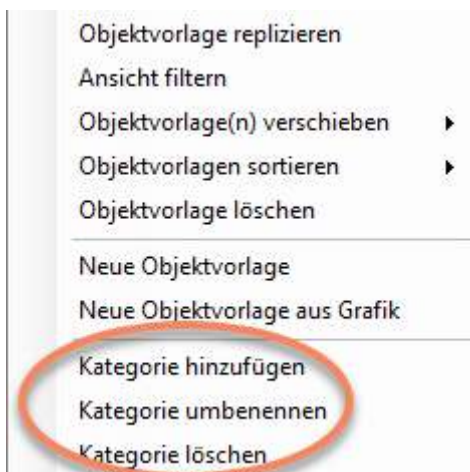 Objektvorlage replizieren
Ansicht filtern
Objektvorlage(n) verschieben
Objektvorlagen sortieren
Objektvorlage löschen
Neue Objektvorlage
Neue Objektvorlage aus Grafik
Kategorie hinzufügen
Kategorie umbenennen
Kategorie löschen